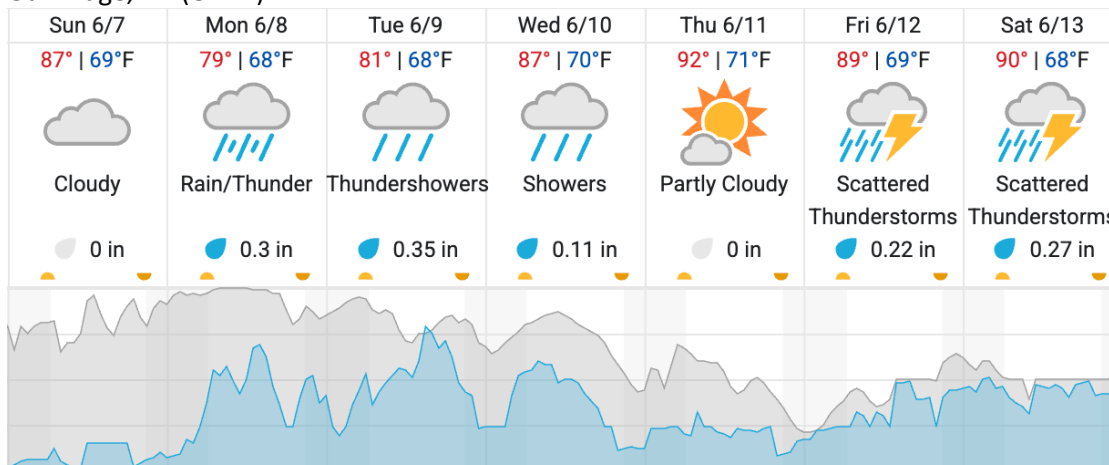 Sun 6/7 Mon 6/8 Tue 6/9 Wed 6/10 Thu 6/11 Fri 6/12 Sat 6/13
87° | 69°F 79° | 68°F 81° | 68°F 87° | 70°F 92° | 71°F 89° | 69°F 90° | 68°F
Cloudy Rain/Thunder Thundershowers Showers Partly Cloudy Scattered Scattered
Thunderstorms Thunderstorms
0 in 0.3 in 0.35 in 0.11 in 0 in 0.22 in 0.27 in